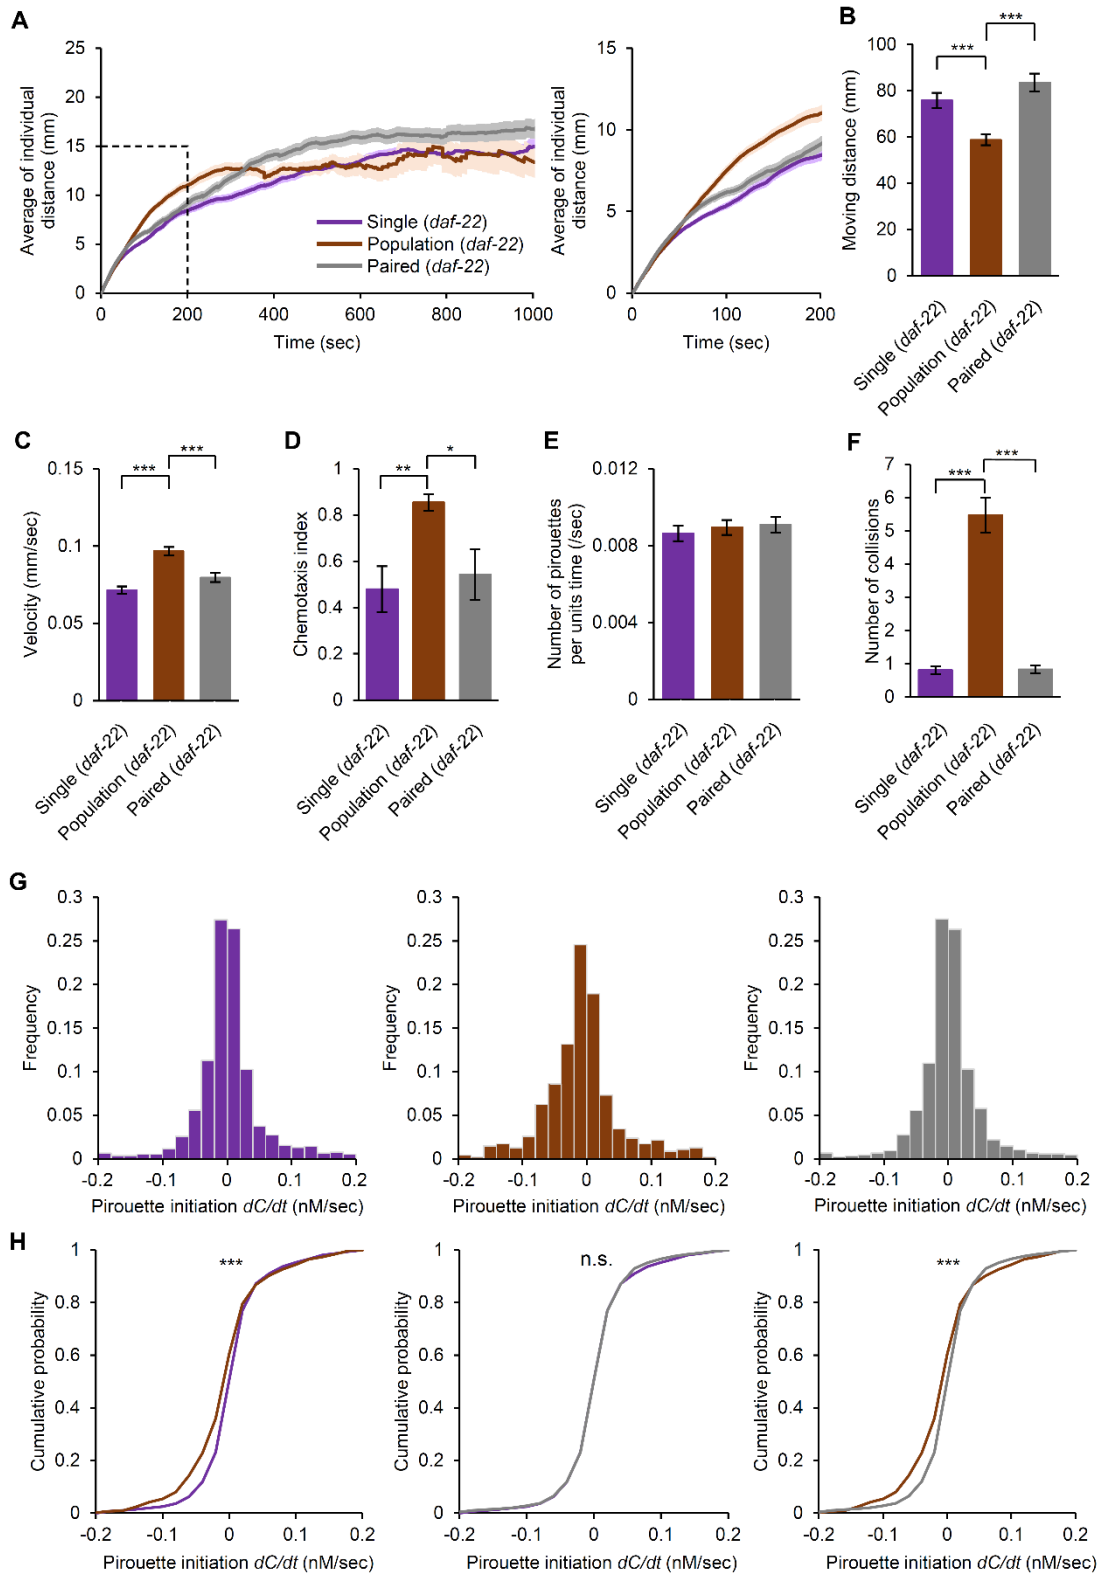 A
25
20
15
10
5
0
Average of individual
distance (mm)
0
200
400
600
800
1000
Time (sec)
Single (daf-22)
Population (daf-22)
Paired (daf-22)
15
10
5
0
Average of individual
distance (mm)
0
100
200
Time (sec)
B
***
***
100
80
60
40
20
0
Moving distance (mm)
Single (daf-22)
Population (daf-22)
Paired (daf-22)
C
***
***
0.15
0.1
0.05
0
Velocity (mm/sec)
Single (daf-22)
Population (daf-22)
Paired (daf-22)
D
**
*
1
0.8
0.6
0.4
0.2
0
Chemotaxis index
Single (daf-22)
Population (daf-22)
Paired (daf-22)
E
0.012
0.008
0.004
0
Number of pirouettes
per units time (/sec)
Single (daf-22)
Population (daf-22)
Paired (daf-22)
F
***
***
7
6
5
4
3
2
1
0
Number of collisions
Single (daf-22)
Population (daf-22)
Paired (daf-22)
G
0.3
0.25
0.2
0.15
0.1
0.05
0
Frequency
-0.2
-0.1
0
0.1
0.2
Pirouette initiation dC/dt (nM/sec)
0.3
0.25
0.2
0.15
0.1
0.05
0
Frequency
-0.2
-0.1
0
0.1
0.2
Pirouette initiation dC/dt (nM/sec)
0.3
0.25
0.2
0.15
0.1
0.05
0
Frequency
-0.2
-0.1
0
0.1
0.2
Pirouette initiation dC/dt (nM/sec)
H
***
1
0.8
0.6
0.4
0.2
0
Cumulative probability
-0.2
-0.1
0
0.1
0.2
Pirouette initiation dC/dt (nM/sec)
n.s.
1
0.8
0.6
0.4
0.2
0
Cumulative probability
-0.2
-0.1
0
0.1
0.2
Pirouette initiation dC/dt (nM/sec)
***
1
0.8
0.6
0.4
0.2
0
Cumulative probability
-0.2
-0.1
0
0.1
0.2
Pirouette initiation dC/dt (nM/sec)